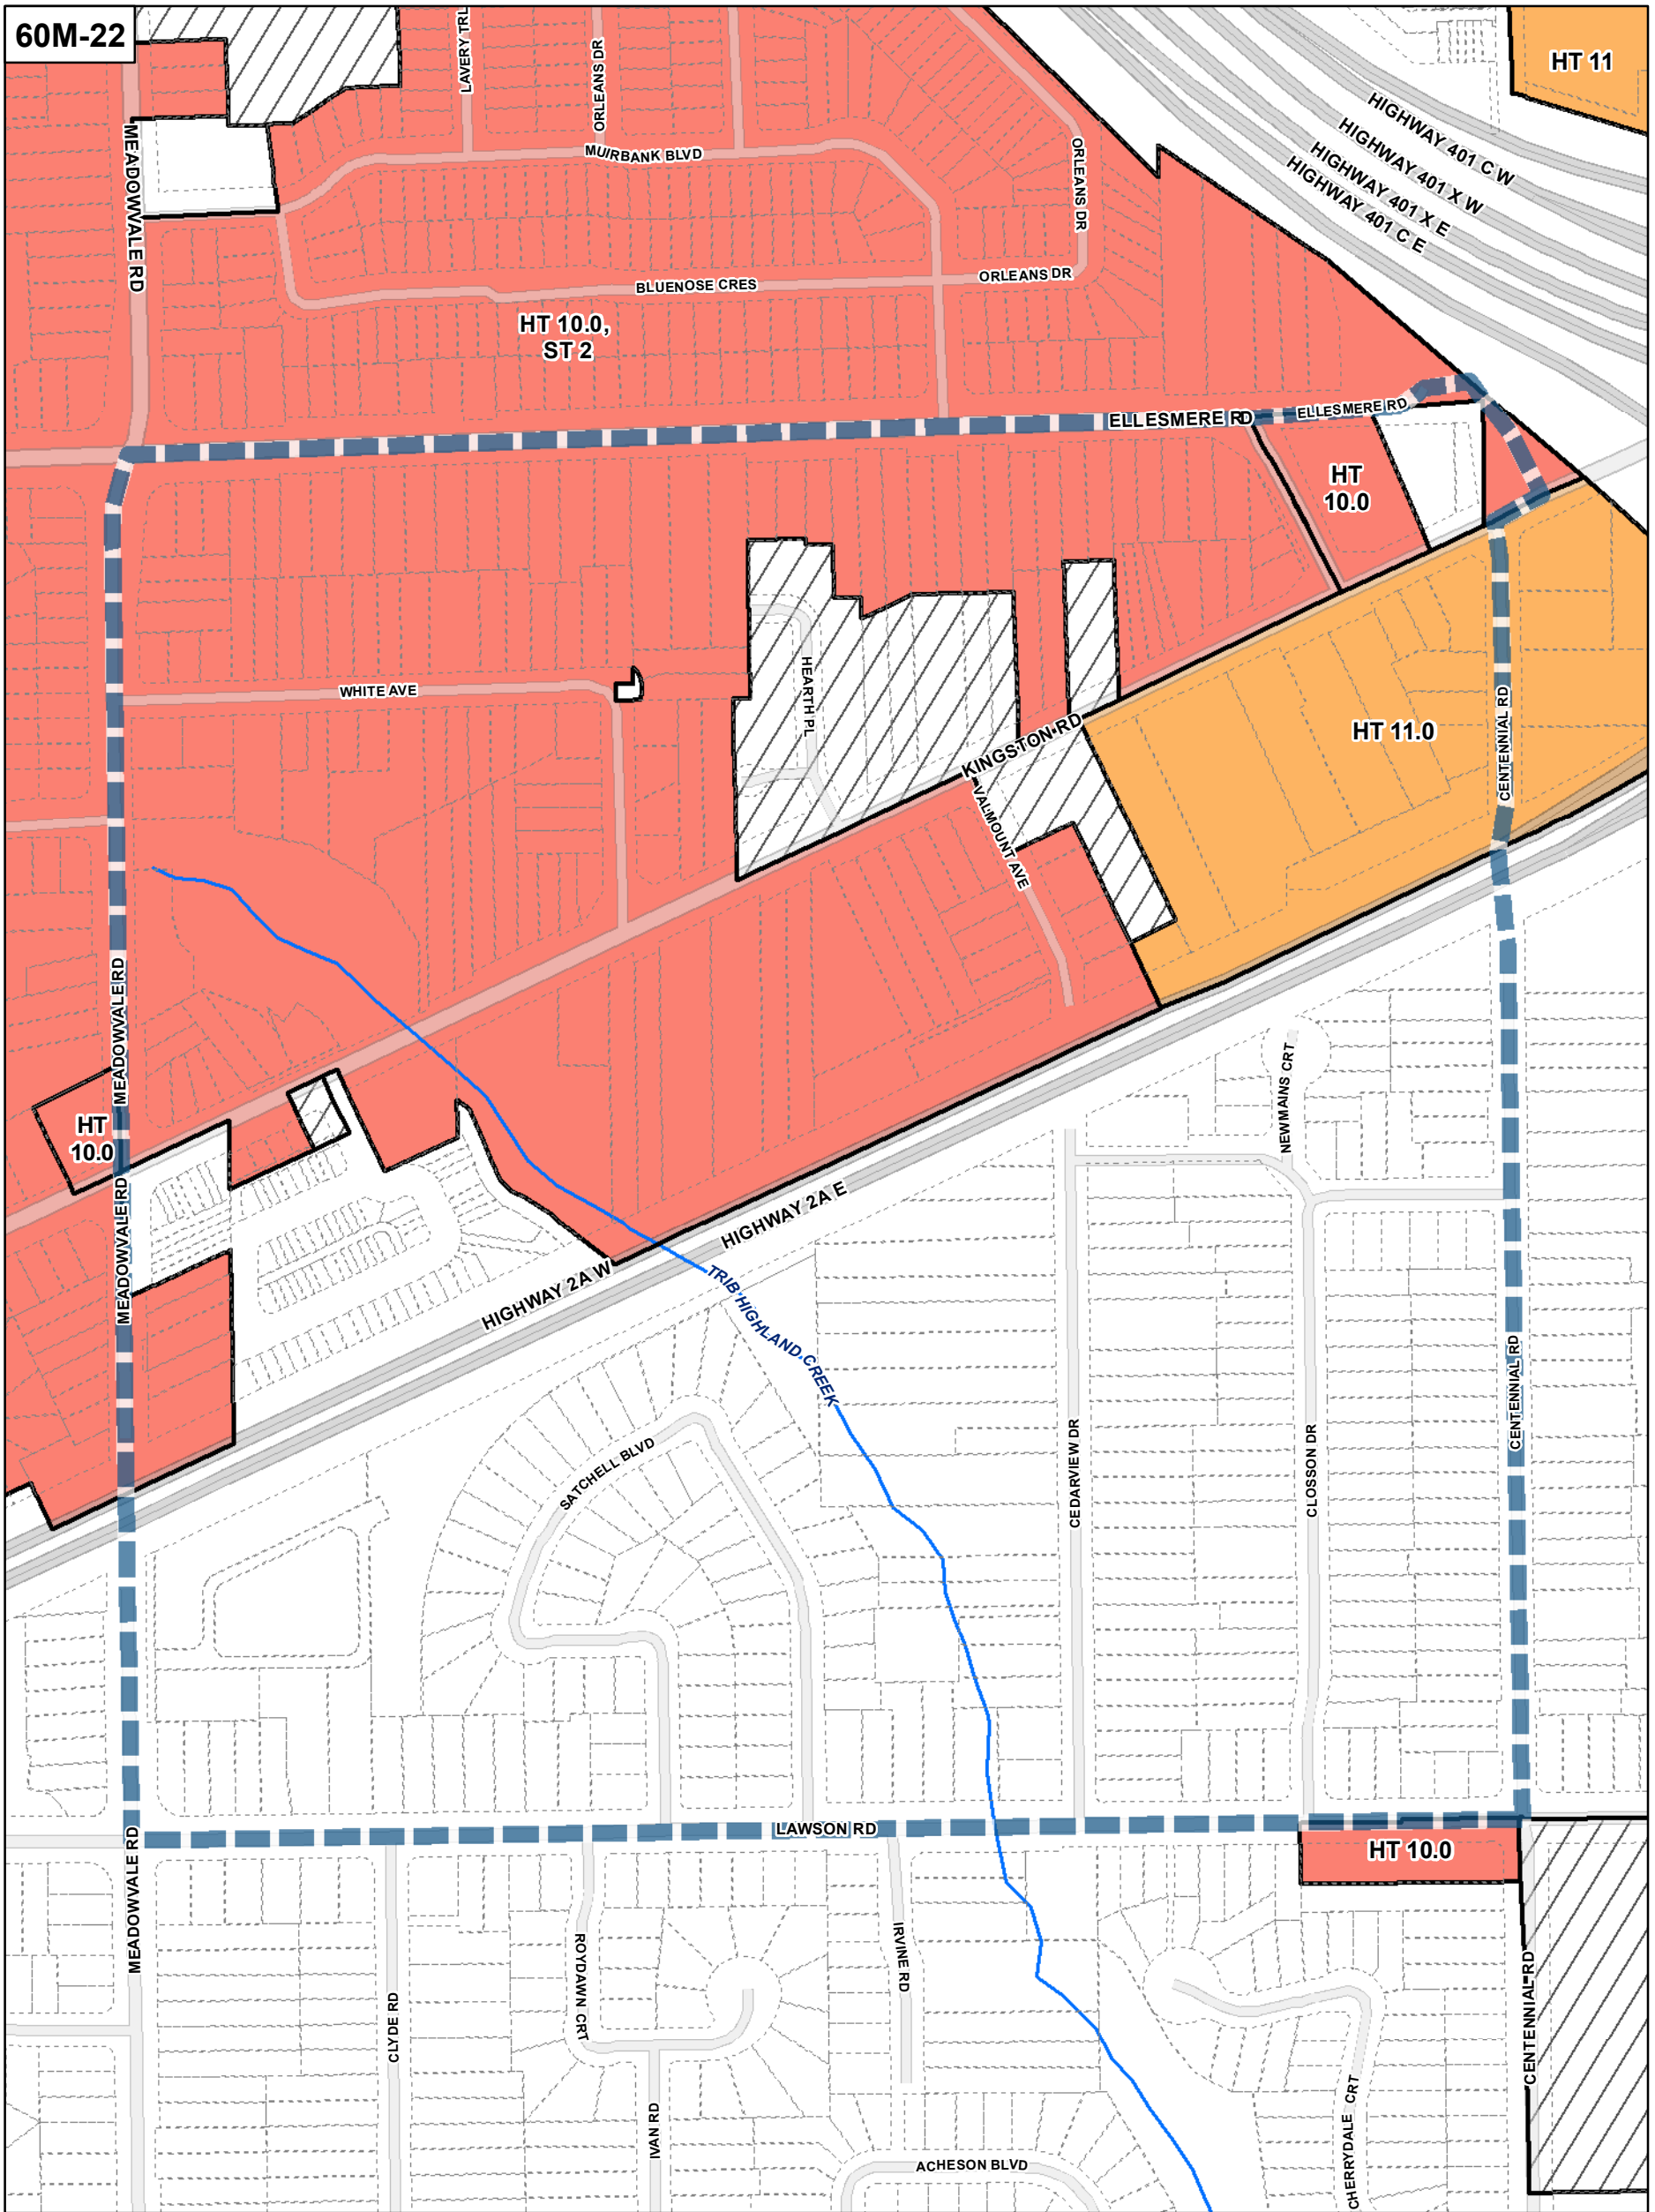 60M-22
LAVERY TRL
ORLEANS DR
HT 11
HIGHWAY 401 C W
HIGHWAY 401 X W
HIGHWAY 401 X E
HIGHWAY 401 C E
MEADOWVALE RD
MUIRBANK BLVD
ORLEANS DR
BLUENOSE CRES
ORLEANS DR
HT 10.0,
ST 2
ELLESMERE RD
ELLESMERE RD
HT
10.0
WHITE AVE
HEARTH PL
KINGSTON RD
HT 11.0
CENTENNIAL RD
VALMOUNT AVE
MEADOWVALE RD
NEWMAINS CRT
HT
10.0
MEADOWVALE RD
HIGHWAY 2A E
HIGHWAY 2A W
TRIB HIGHLAND CREEK
SATCHELL BLVD
CEDARVIEW DR
CLOSSON DR
CENTENNIAL RD
LAWSON RD
MEADOWVALE RD
HT 10.0
CLYDE RD
ROYDAWN CRT
IRVINE RD
CENTENNIAL RD
IVAN RD
ACHESON BLVD
CHERRYDALE CRT